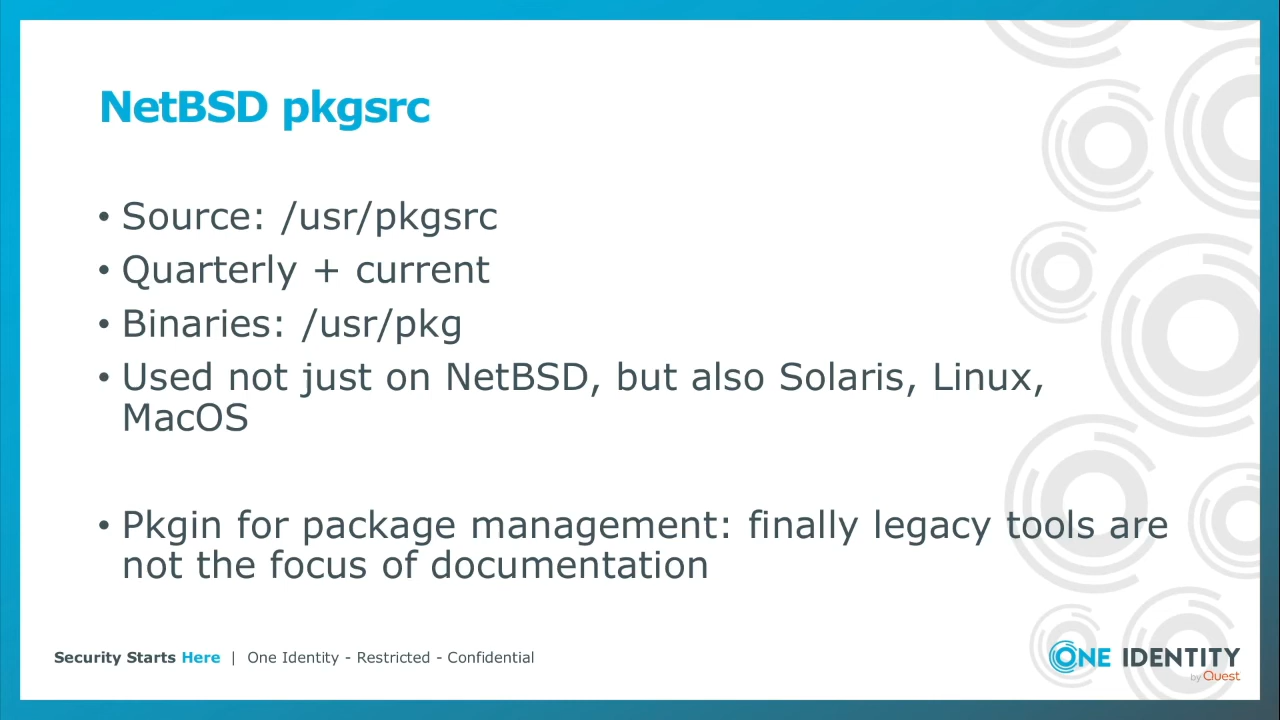 NetBSD pkgsrc
• Source: /usr/pkgsrc
• Quarterly + current
• Binaries: /usr/pkg
• Used not just on NetBSD, but also Solaris, Linux,
MacOS
• Pkgin for package management: finally legacy tools are
not the focus of documentation
Security Starts Here | One Identity - Restricted - Confidential
ONE IDENTITY
by Quest